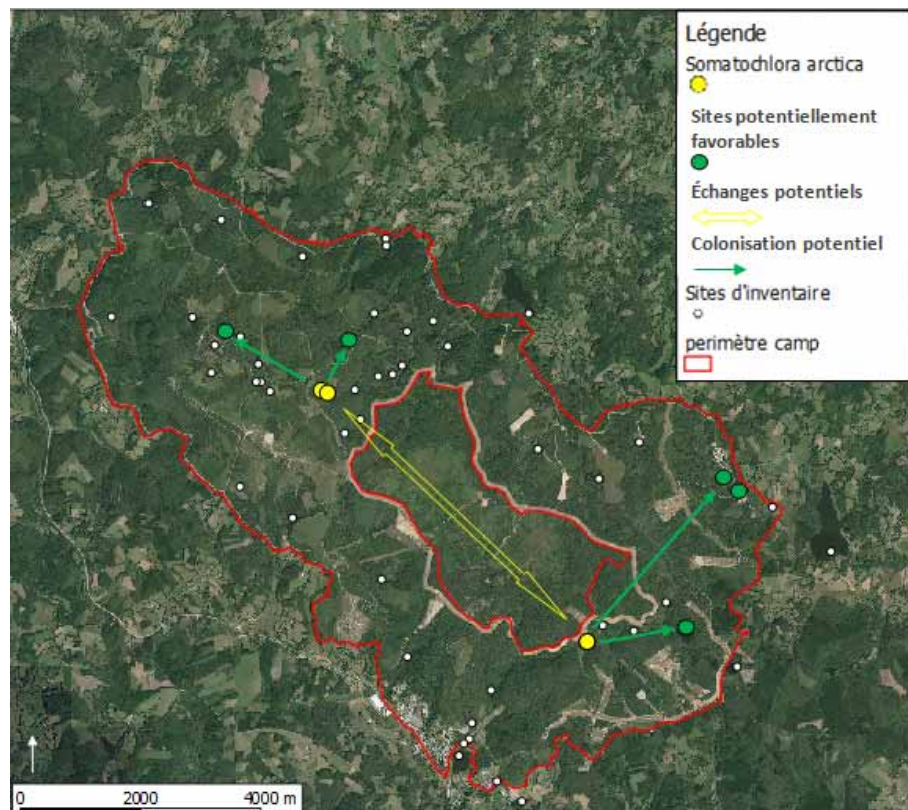 Légende
Somatochlora arctica
Sites potentiellement
favorables
Échanges potentiels
Colonisation potentiel
Sites d'inventaire
perimètre camp
0 2000 4000 m